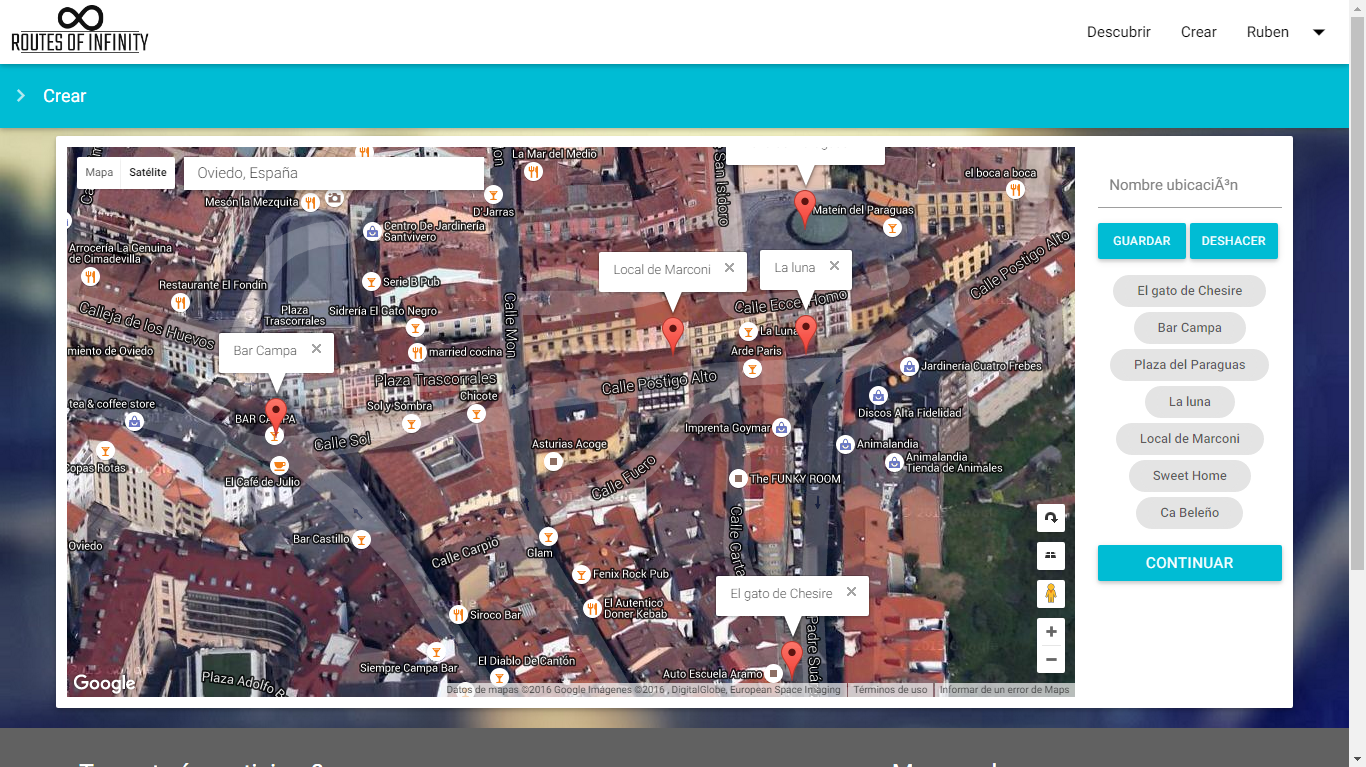 ROUTES OF INFINITY
Descubrir
Crear
Ruben
Crear
Mapa
Satélite
Oviedo, España
La Mar del Medio
el boca a boca
Mesón la Mezquita
D'Jarras
San Isidoro
Matein del Paraguas
Centro De Jardinería
Santvivero
Arrocería La Genuina
de Cimadevilla
Calle Postigo Alto
Local de Marconi
La luna
Serie B Pub
Restaurante El Fondín
Calle Ecce Homo
Plaza
Trascorrales
Sidrería El Gato Negro
Calleja de los Huevos
Calle Mon
La Luna
Bar Campa
miento de Oviedo
married cocina
Arde Paris
Jardinería Cuatro Frebes
Plaza Trascorrales
Calle Postigo Alto
Chicote
tea & coffee store
Sol y Sombra
Discos Alta Fidelidad
BAR CAMPA
Calle Sol
Imprenta Goymar
Asturias Acoge
Animalandia
Animalandia
Tienda de Animales
Copas Rotas
Calle Fuero
The FUNKY ROOM
El Café de Julio
Bar Castillo
Oviedo
Calle Carpio
Glam
Calle Carta
Fenix Rock Pub
El gato de Chesire
El Autentico
Doner Kebab
Siroco Bar
Padre Suá
El Diablo De Cantón
Siempre Campa Bar
Auto Escuela Aramo
Plaza Adolfo R
Google
Datos de mapas ©2016 Google Imágenes ©2016 , DigitalGlobe, European Space Imaging
Términos de uso
Informar de un error de Maps
Nombre ubicaciÃ³n
GUARDAR
DESHACER
El gato de Chesire
Bar Campa
Plaza del Paraguas
La luna
Local de Marconi
Sweet Home
Ca Beleño
CONTINUAR